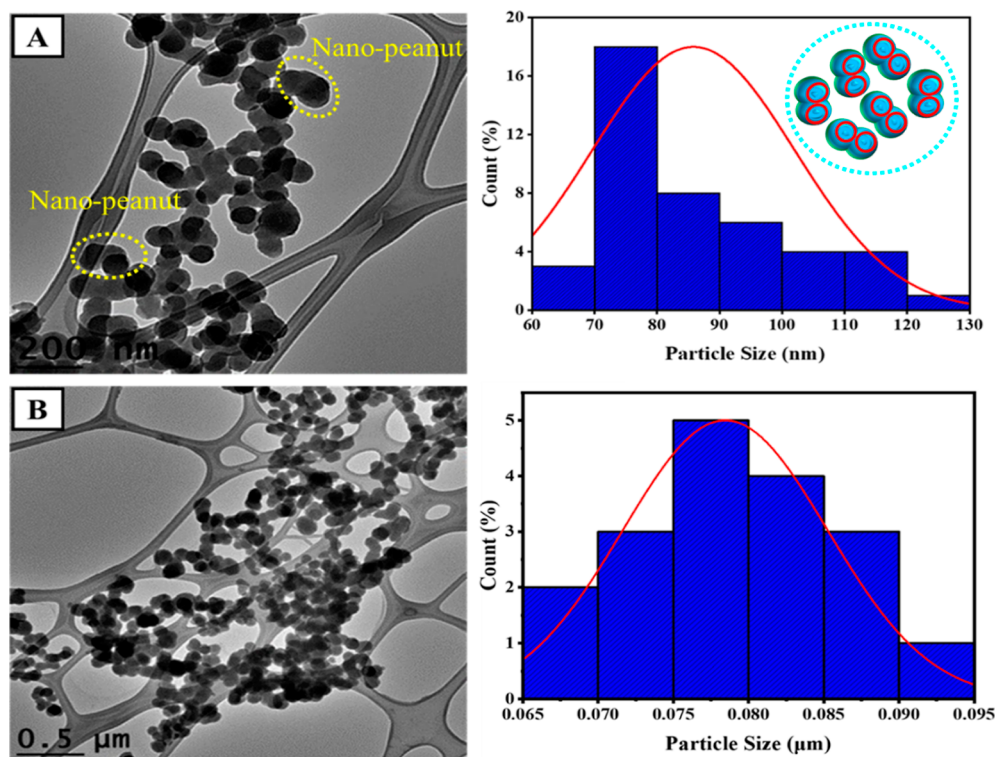 A
Nano-peanut
Nano-peanut
200 nm
20
16
12
8
4
0
Count (%)
60 70 80 90 100 110 120 130
Particle Size (nm)
B
0.5 µm
5
4
3
2
1
0
Count (%)
0.065 0.070 0.075 0.080 0.085 0.090 0.095
Particle Size (µm)